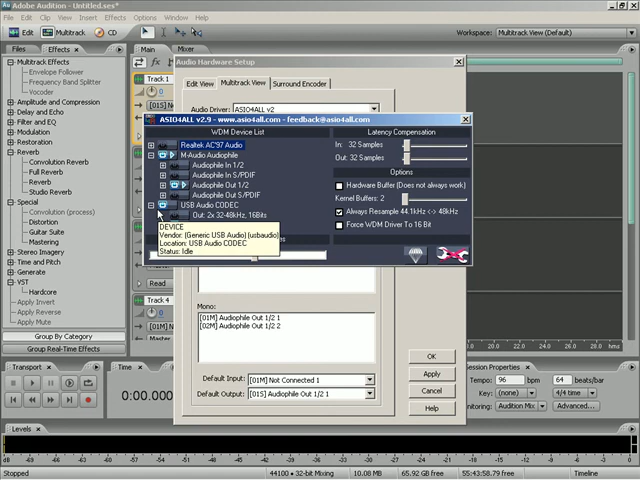 Adobe Audition - Untitled.ses*
File Edit Clip View Insert Effects Options Window Help
Edit Multitrack CD
Workspace: Multitrack View (Default)
Files Effects
Main Mixer
Multitrack Effects
Envelope Follower
Frequency Band Splitter
Vocoder
Amplitude and Compression
Delay and Echo
Filter and EQ
Modulation
Restoration
Reverb
Convolution Reverb
Full Reverb
Reverb
Studio Reverb
Special
Convolution (process)
Distortion
Guitar Suite
Mastering
Stereo Imagery
Time and Pitch
Generate
VST
Hardcore
Apply Invert
Apply Reverse
Apply Mute
Group By Category
Group Real-Time Effects
Track 1
Read
Track 4
Audio Hardware Setup
Edit View Multitrack View Surround Encoder
Audio Driver: ASIO4ALL v2
ASIO4ALL v2.9 - www.asio4all.com - feedback@asio4all.com
WDM Device List
Realtek AC'97 Audio
M-Audio Audiophile
Audiophile In 1/2
Audiophile In S/PDIF
Audiophile Out 1/2
Audiophile Out S/PDIF
USB Audio CODEC
Out: 2x 32-48kHz, 16Bits
DEVICE
Vendor: (Generic USB Audio) [usbaudio]
Location: USB Audio CODEC
Status: Idle
Latency Compensation
In: 32 Samples
Out: 32 Samples
Options
Hardware Buffer (Does not always work)
Kernel Buffers: 2
Always Resample 44.1kHz <-> 48kHz
Force WDM Driver To 16 Bit
Mono:
[01M] Audiophile Out 1/2 1
[02M] Audiophile Out 1/2 2
Default Input: [01M] Not Connected 1
Default Output: [01S] Audiophile Out 1/2 1
OK
Apply
Cancel
Help
28.0 29.0
Transport
Time
0:00.000
Session Properties
Tempo: 96 bpm 64 beats/bar
Key: (none) 4/4 time
Audition Mix Advanced...
Levels
dB
Stopped
44100 • 32-bit Mixing 10.08 MB 65.92 GB free 55:43:58.79 free Timeline